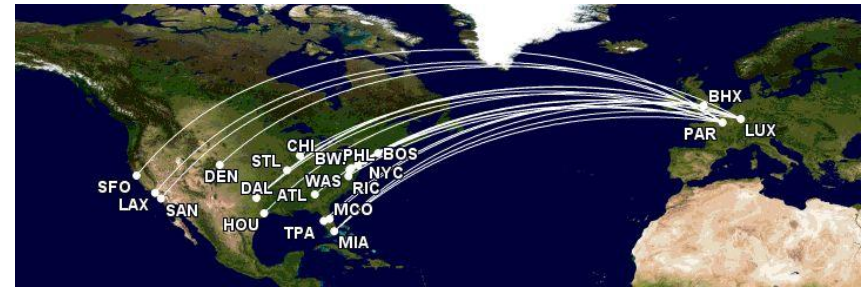 BHX
PAR
LUX
CHI
BW
PHL
BOS
STL
NYC
DEN
SFO
WAS
RIC
DAL
ATL
LAX
SAN
MCO
HOU
TPA
MIA